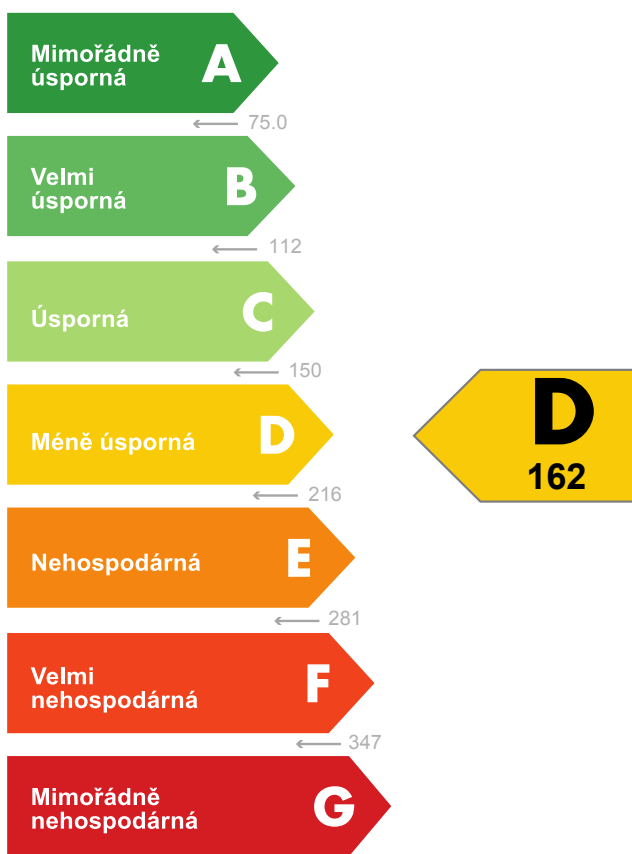 Mimořádně
úsporná
A
75.0
Velmi
úsporná
B
112
Úsporná
C
150
Méně úsporná
D
D
162
216
Nehospodárná
E
281
Velmi
nehospodárná
F
347
Mimořádně
nehospodárná
G